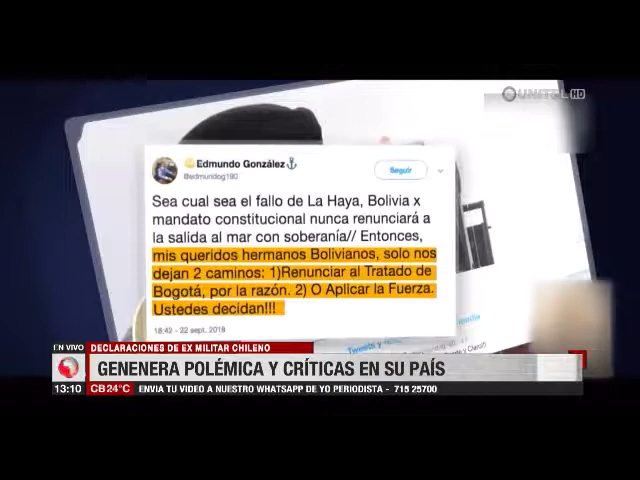 UNITEL HD
Edmundo González
@edmundog190
Seguir
Sea cual sea el fallo de La Haya, Bolivia x
mandato constitucional nunca renunciará a
la salida al mar con soberanía// Entonces,
mis queridos hermanos Bolivianos, solo nos
dejan 2 caminos: 1)Renunciar al Tratado de
Bogotá, por la razón. 2) O Aplicar la Fuerza.
Ustedes decidan!!!
18:42 - 22 sept. 2018
Tweets y
EN VIVO
DECLARACIONES DE EX MILITAR CHILENO
GENENERA POLÉMICA Y CRÍTICAS EN SU PAÍS
13:10
CB24°C
ENVIA TU VIDEO A NUESTRO WHATSAPP DE YO PERIODISTA - 715 25700